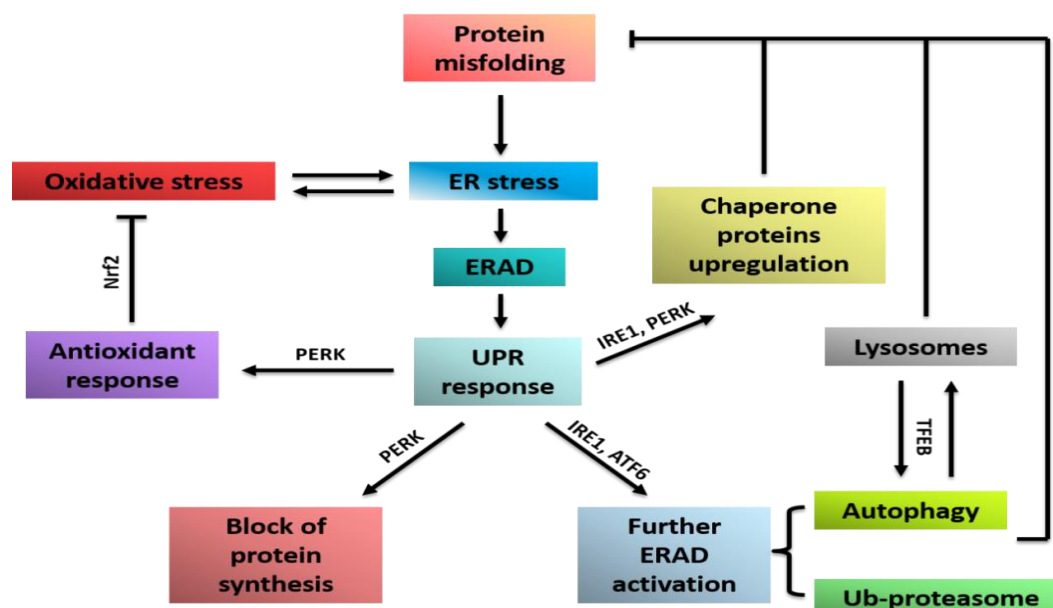 Protein
misfolding
Oxidative stress
ER stress
Chaperone
proteins
upregulation
Nrf2
ERAD
IRE1, PERK
Antioxidant
response
PERK
UPR
response
Lysosomes
PERK
IRE1, ATF6
TFEB
Block of
protein
synthesis
Further
ERAD
activation
Autophagy
Ub-proteasome